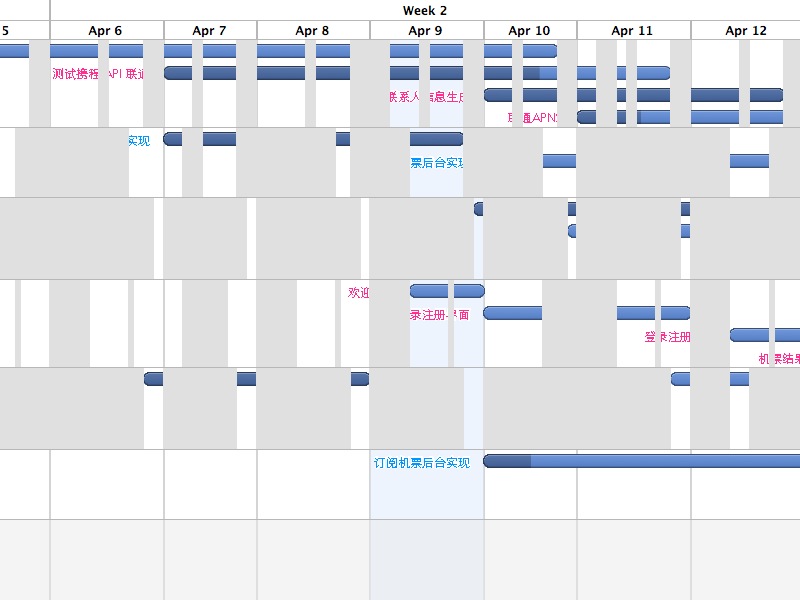 Week 2
5 Apr 6 Apr 7 Apr 8 Apr 9 Apr 10 Apr 11 Apr 12
测试携程 API 联通
联系人 信息生成
通APNS
实现
票后台实现
欢迎
录注册 界面
登录注册
机票结果
订阅机票后台实现